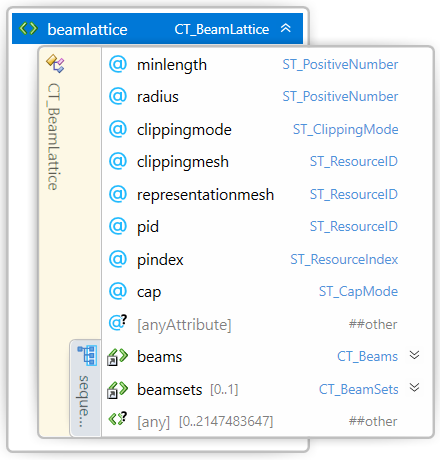 beamlattice CT_BeamLattice
CT_BeamLattice
@ minlength ST_PositiveNumber
@ radius ST_PositiveNumber
@ clippingmode ST_ClippingMode
@ clippingmesh ST_ResourceID
@ representationmesh ST_ResourceID
@ pid ST_ResourceID
@ pindex ST_ResourceIndex
@ cap ST_CapMode
@? [anyAttribute] ##other
beams CT_Beams
beamsets [0..1] CT_BeamSets
? [any] [0..2147483647] ##other
seque...